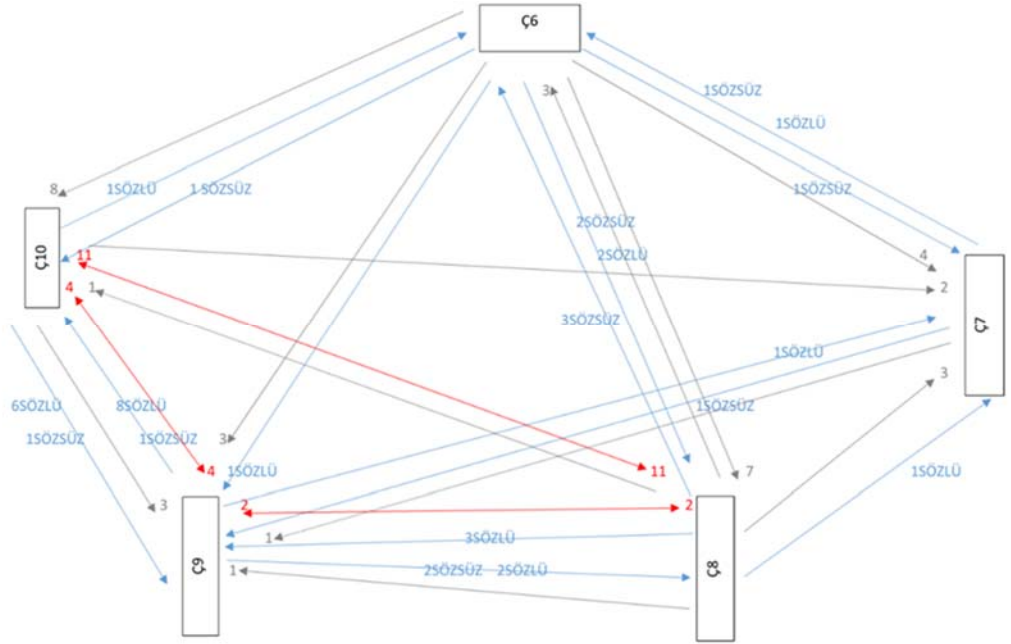 Ç6
3
1SÖZSÜZ
1SÖZLÜ
8
1SÖZLÜ
1 SÖZSÜZ
1SÖZSÜZ
2SÖZSÜZ
2SÖZLÜ
Ç10
11
4
1
4
2
Ç7
3SÖZSÜZ
1SÖZLÜ
3
6SÖZLÜ
8SÖZLÜ
1SÖZSÜZ
1SÖZSÜZ
1SÖZSÜZ
3
4
1SÖZLÜ
11
7
1SÖZLÜ
3
2
2
1
3SÖZLÜ
Ç9
1
2SÖZSÜZ
2SÖZLÜ
Ç8